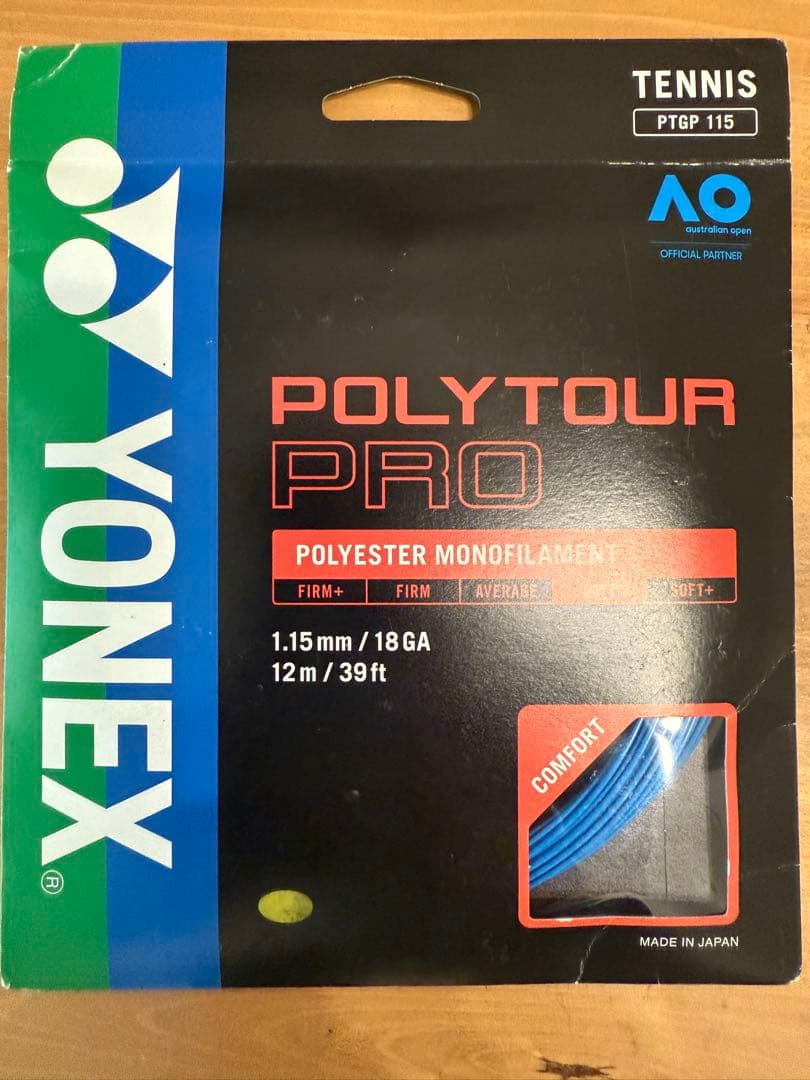 TENNIS
PTGP 115
AO
australian open
OFFICIAL PARTNER
YONEX®
POLYTOUR
PRO
POLYESTER MONOFILAMENT
FIRM+ FIRM AVERAGE SOFT+
1.15mm / 18GA
12m / 39ft
COMFORT
MADE IN JAPAN